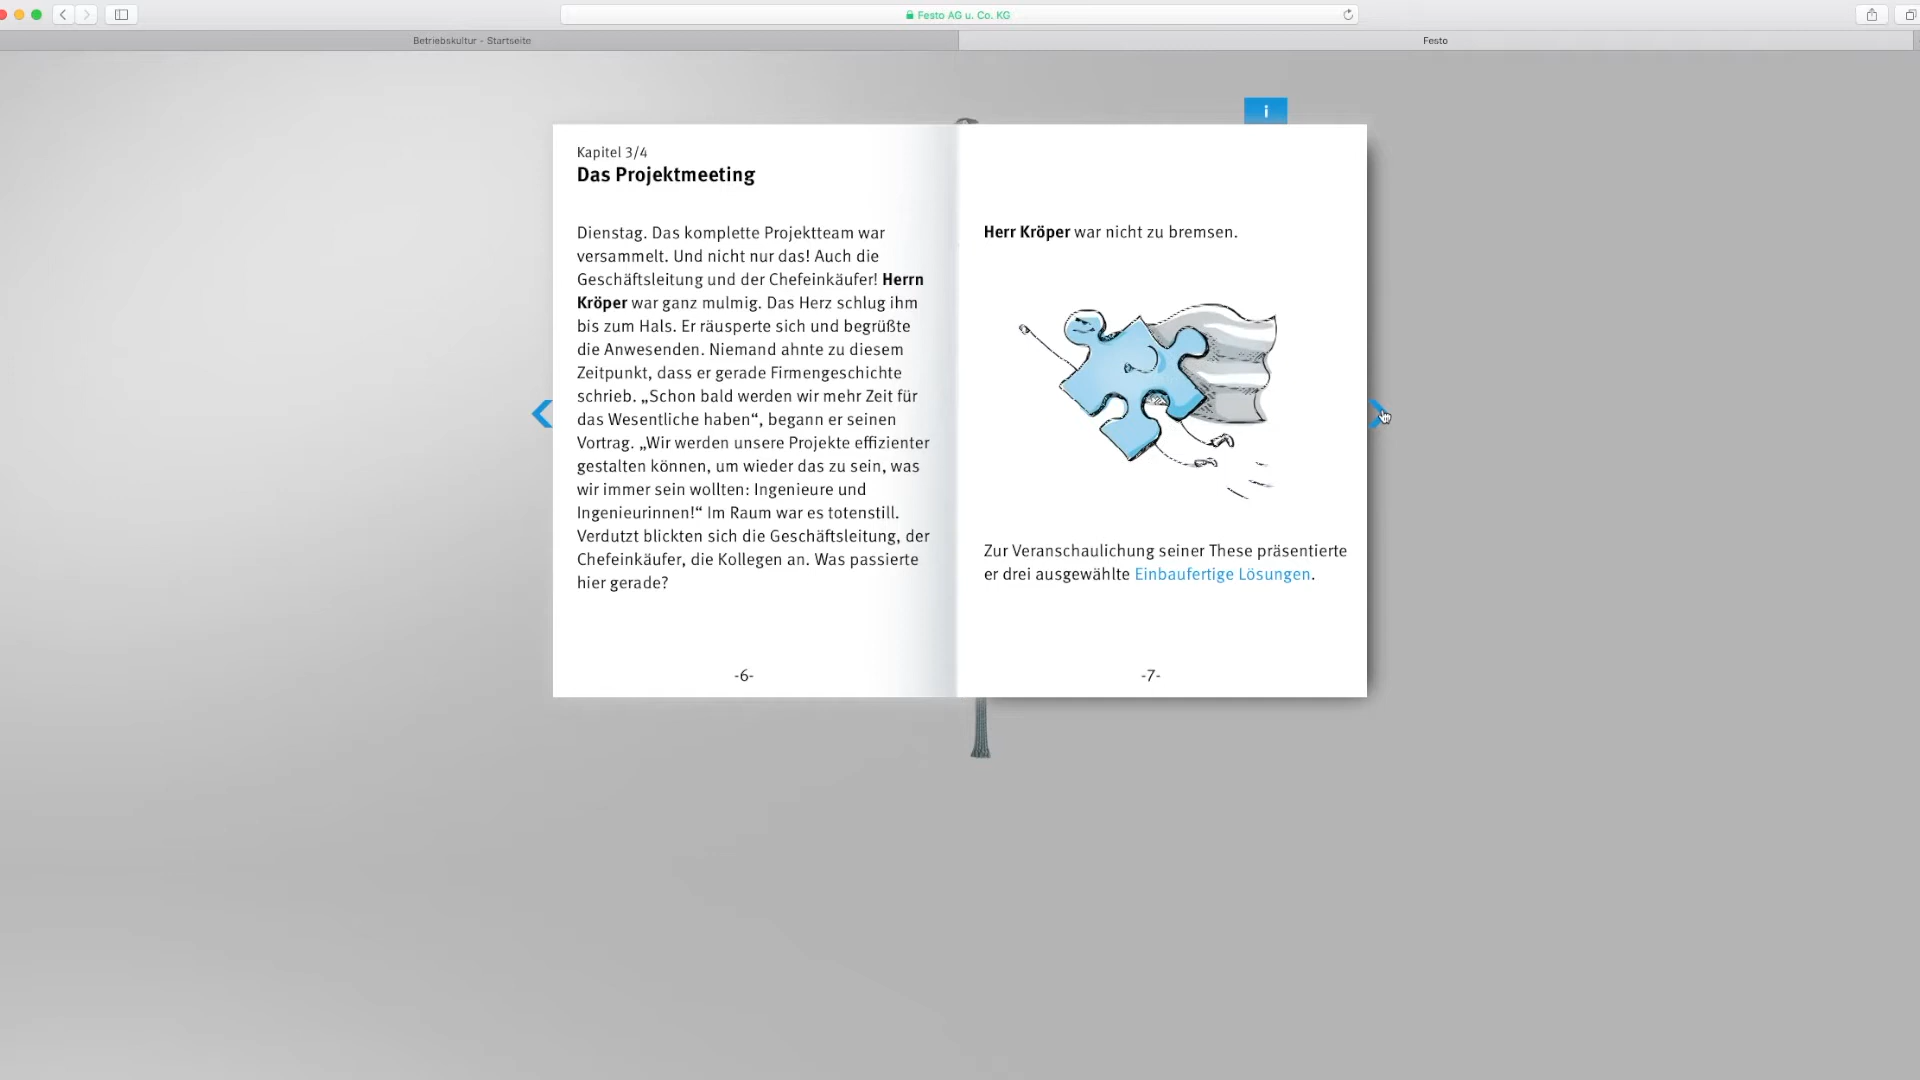 Festo AG u. Co. KG
Betriebskultur - Startseite
Festo
i
Kapitel 3/4
Das Projektmeeting
Dienstag. Das komplette Projektteam war
versammelt. Und nicht nur das! Auch die
Geschäftsleitung und der Chefeinkäufer! Herrn
Kröper war ganz mulmig. Das Herz schlug ihm
bis zum Hals. Er räusperte sich und begrüßte
die Anwesenden. Niemand ahnte zu diesem
Zeitpunkt, dass er gerade Firmengeschichte
schrieb. „Schon bald werden wir mehr Zeit für
das Wesentliche haben“, begann er seinen
Vortrag. „Wir werden unsere Projekte effizienter
gestalten können, um wieder das zu sein, was
wir immer sein wollten: Ingenieure und
Ingenieurinnen!“ Im Raum war es totenstill.
Verdutzt blickten sich die Geschäftsleitung, der
Chefeinkäufer, die Kollegen an. Was passierte
hier gerade?
-6-
Herr Kröper war nicht zu bremsen.
Zur Veranschaulichung seiner These präsentierte
er drei ausgewählte Einbaufertige Lösungen.
-7-